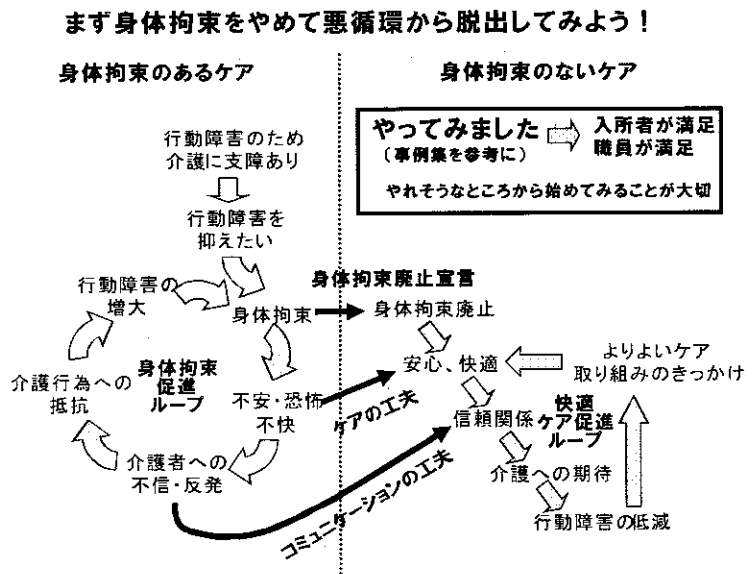 まず身体拘束をやめて悪循環から脱出してみよう！
身体拘束のあるケア
行動障害のため
介護に支障あり
行動障害を
抑えたい
行動障害の
増大
身体拘束
介護行為への
抵抗
身体拘束
促進
ループ
不安・恐怖
不快
介護者への
不信・反発
身体拘束のないケア
やってみました
（事例集を参考に）
入所者が満足
職員が満足
やれそうなところから始めてみることが大切
身体拘束廃止宣言
身体拘束廃止
安心、快適
よりよいケア
取り組みのきっかけ
ケアの工夫
信頼関係
快適
ケア促進
ループ
介護への期待
コミュニケーションの工夫
行動障害の低減